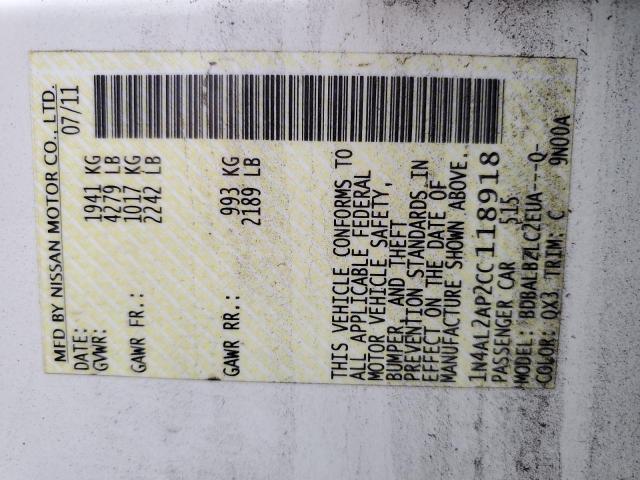 MFD BY NISSAN MOTOR CO., LTD.
DATE: 07/11
GVWR: 1941 KG
4279 LB
GAWR FR.: 1017 KG
2242 LB
GAWR RR.: 993 KG
2189 LB
THIS VEHICLE CONFORMS TO
ALL APPLICABLE FEDERAL
MOTOR VEHICLE SAFETY,
BUMPER, AND THEFT
PREVENTION STANDARDS IN
EFFECT ON THE DATE OF
MANUFACTURE SHOWN ABOVE.
1N4AL2AP2CC118918
PASSENGER CAR 515
MODEL: BDBALBZLC2EUA---Q-
COLOR: QX3 TRIM: C 9N00A